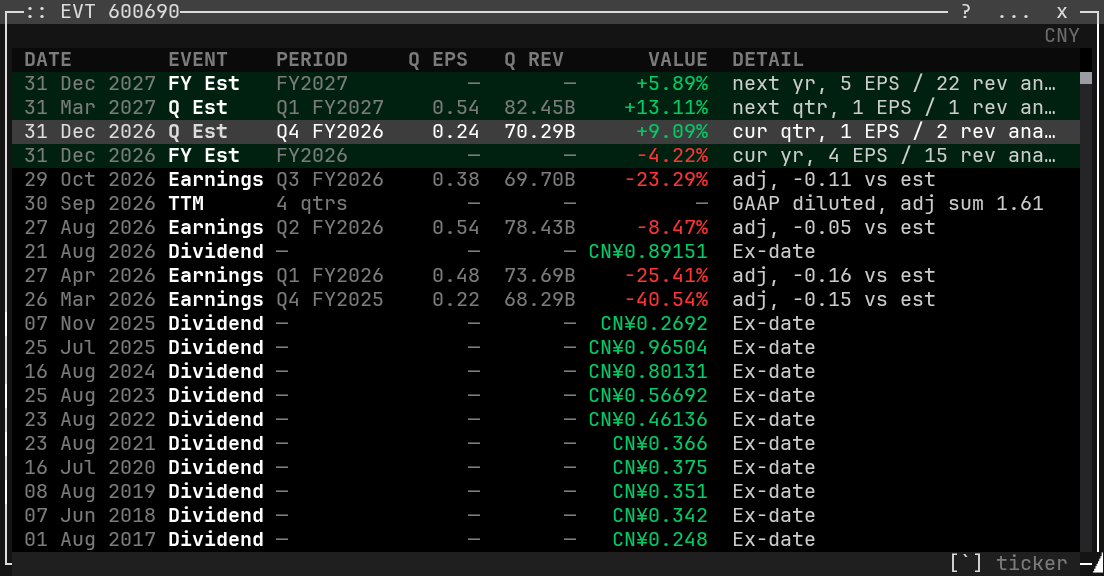 :: EVT 600690 ? ... x
CNY
DATE EVENT PERIOD Q EPS Q REV VALUE DETAIL
31 Dec 2027 FY Est FY2027 — — +5.89% next yr, 5 EPS / 22 rev an…
31 Mar 2027 Q Est Q1 FY2027 0.54 82.45B +13.11% next qtr, 1 EPS / 1 rev an…
31 Dec 2026 Q Est Q4 FY2026 0.24 70.29B +9.09% cur qtr, 1 EPS / 2 rev ana…
31 Dec 2026 FY Est FY2026 — — -4.22% cur yr, 4 EPS / 15 rev ana…
29 Oct 2026 Earnings Q3 FY2026 0.38 69.70B -23.29% adj, -0.11 vs est
30 Sep 2026 TTM 4 qtrs — — — GAAP diluted, adj sum 1.61
27 Aug 2026 Earnings Q2 FY2026 0.54 78.43B -8.47% adj, -0.05 vs est
21 Aug 2026 Dividend — — — CN¥0.89151 Ex-date
27 Apr 2026 Earnings Q1 FY2026 0.48 73.69B -25.41% adj, -0.16 vs est
26 Mar 2026 Earnings Q4 FY2025 0.22 68.29B -40.54% adj, -0.15 vs est
07 Nov 2025 Dividend — — — CN¥0.2692 Ex-date
25 Jul 2025 Dividend — — — CN¥0.96504 Ex-date
16 Aug 2024 Dividend — — — CN¥0.80131 Ex-date
25 Aug 2023 Dividend — — — CN¥0.56692 Ex-date
23 Aug 2022 Dividend — — — CN¥0.46136 Ex-date
23 Aug 2021 Dividend — — — CN¥0.366 Ex-date
16 Jul 2020 Dividend — — — CN¥0.375 Ex-date
08 Aug 2019 Dividend — — — CN¥0.351 Ex-date
07 Jun 2018 Dividend — — — CN¥0.342 Ex-date
01 Aug 2017 Dividend — — — CN¥0.248 Ex-date
[`] ticker